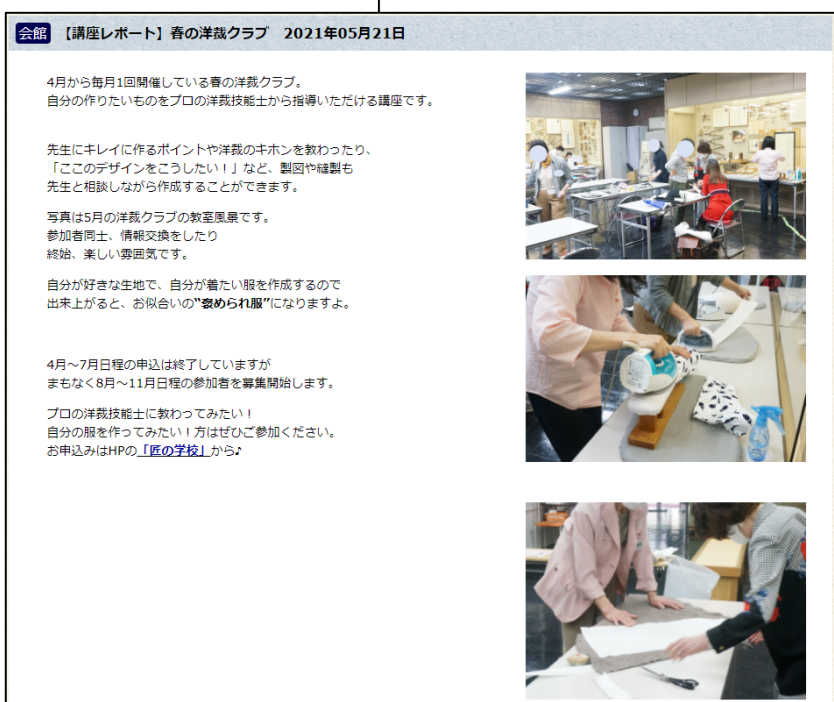 会館 【講座レポート】春の洋裁クラブ 2021年05月21日
4月から毎月1回開催している春の洋裁クラブ。
自分の作りたいものをプロの洋裁技能士から指導いただける講座です。
先生にキレイに作るポイントや洋裁のキホンを教わったり、
「ここのデザインをこうしたい！」など、製図や縫製も
先生と相談しながら作成することができます。
写真は5月の洋裁クラブの教室風景です。
参加者同士、情報交換をしたり
終始、楽しい雰囲気です。
自分が好きな生地で、自分が着たい服を作成するので
出来上がると、お似合いの"褒められ服"になりますよ。
4月～7月日程の申込は終了していますが
まもなく8月～11月日程の参加者を募集開始します。
プロの洋裁技能士に教わってみたい！
自分の服を作ってみたい！方はぜひご参加ください。
お申込みはHPの「匠の学校」から♪